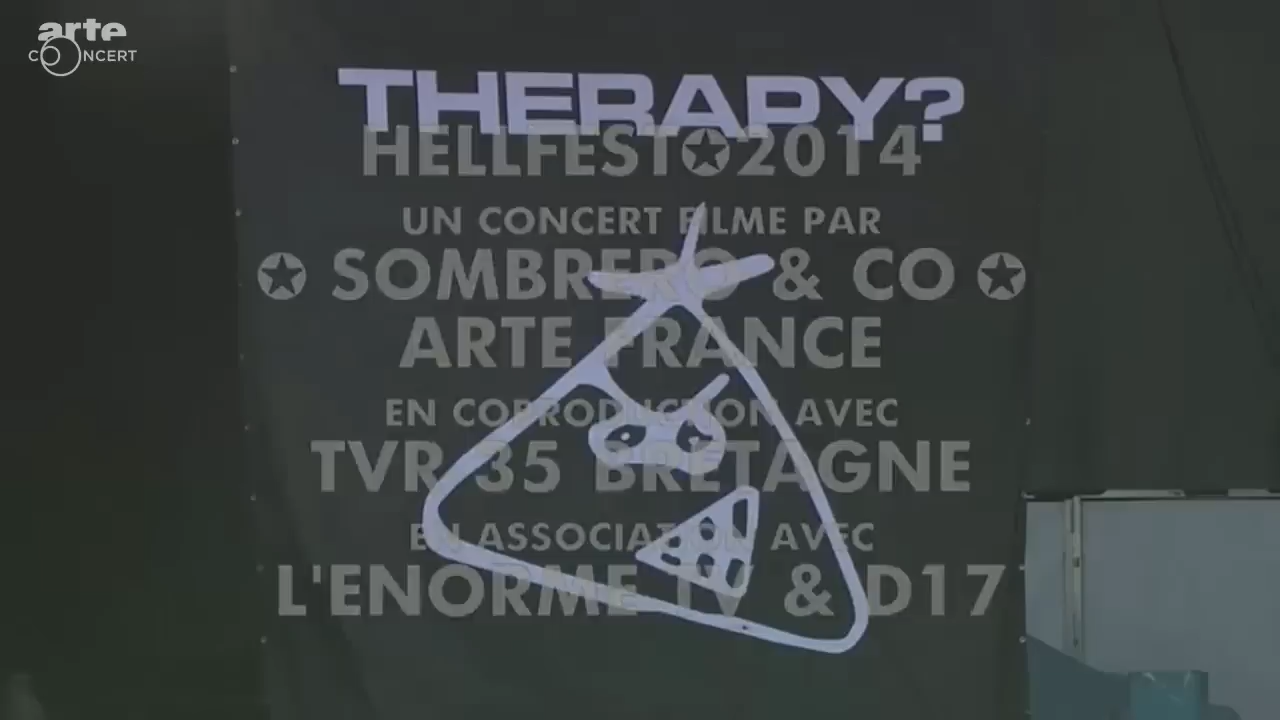 arte
CONCERT
THERAPY?
HELLFEST✪2014
UN CONCERT FILME PAR
✪ SOMBRERO & CO ✪
ARTE FRANCE
EN COPRODUCTION AVEC
TVR 35 BRETAGNE
EN ASSOCIATION AVEC
L'ENORME TV & D17